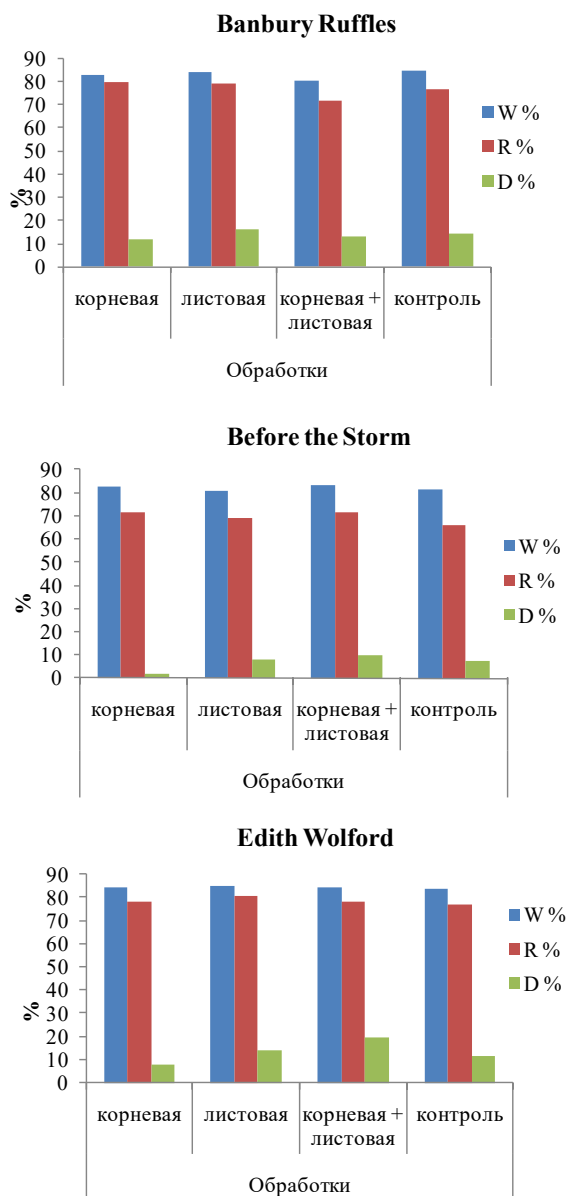 Banbury Ruffles
90
80
70
60
50
40
30
20
10
0
%
W %
R %
D %
корневая
листовая
корневая +
листовая
контроль
Обработки
Before the Storm
90
80
70
60
50
40
30
20
10
0
%
W %
R %
D %
корневая
листовая
корневая +
листовая
контроль
Обработки
Edith Wolford
90
80
70
60
50
40
30
20
10
0
%
W %
R %
D %
корневая
листовая
корневая +
листовая
контроль
Обработки